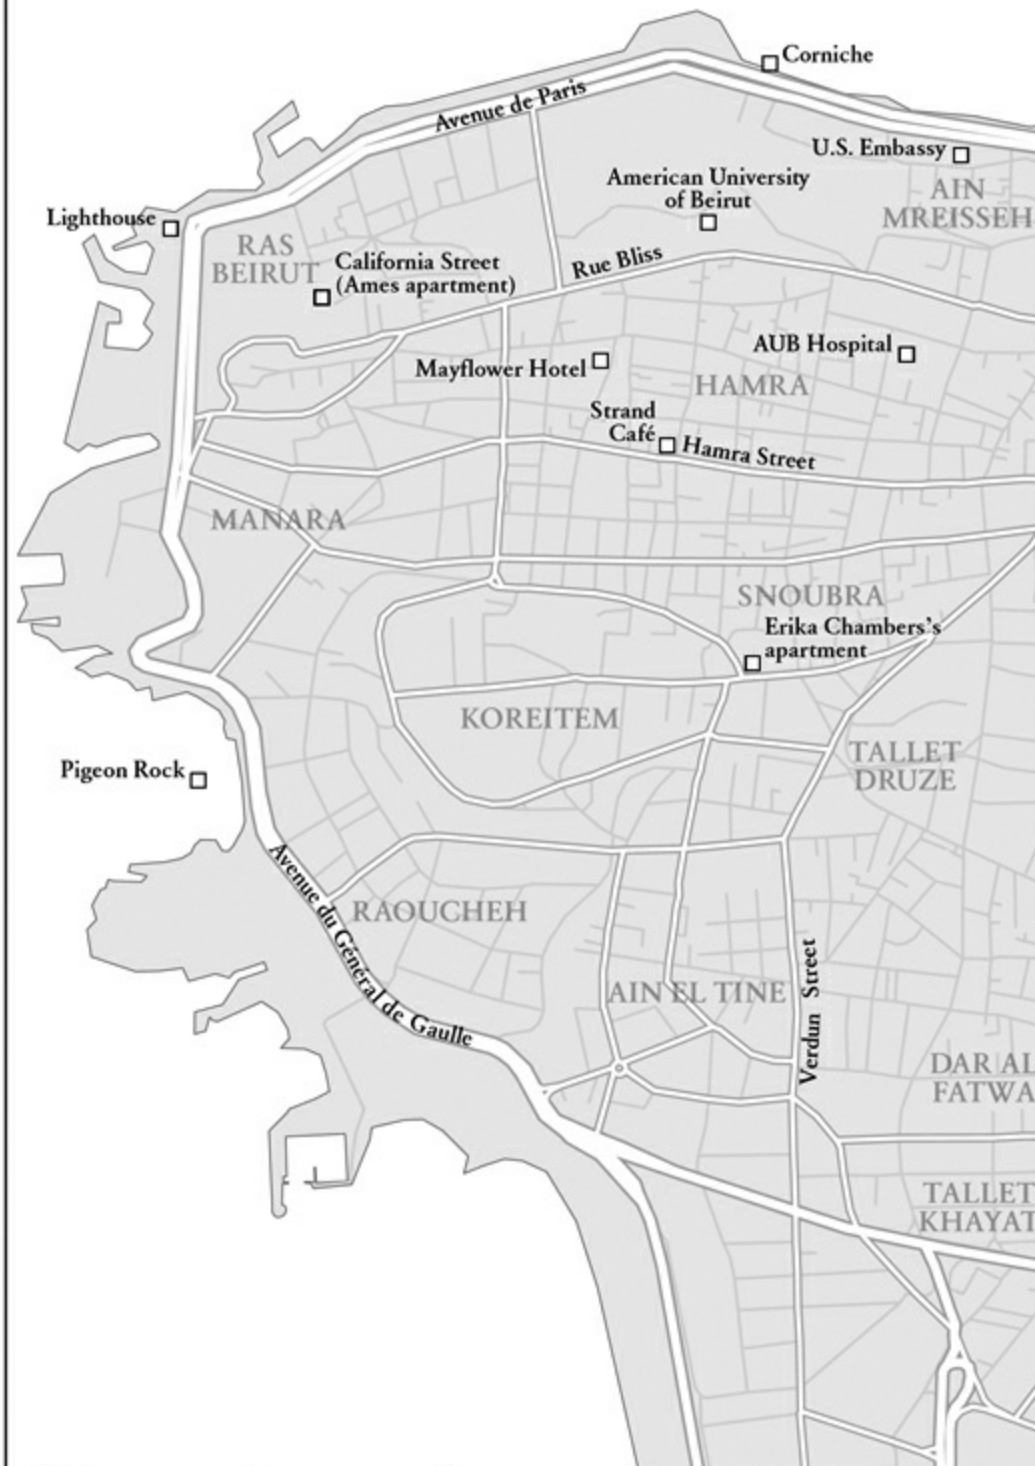 Corniche
Avenue de Paris
U.S. Embassy
American University
of Beirut
AIN
MREISSEH
Lighthouse
RAS
BEIRUT
California Street
(Ames apartment)
Rue Bliss
Mayflower Hotel
AUB Hospital
HAMRA
Strand
Café
Hamra Street
MANARA
SNOUBRA
Erika Chambers's
apartment
KOREITEM
TALLET
DRUZE
Pigeon Rock
Avenue du Général de Gaulle
RAOUCHEH
AIN EL TINE
Verdun Street
DAR AL
FATWA
TALLET
KHAYAT